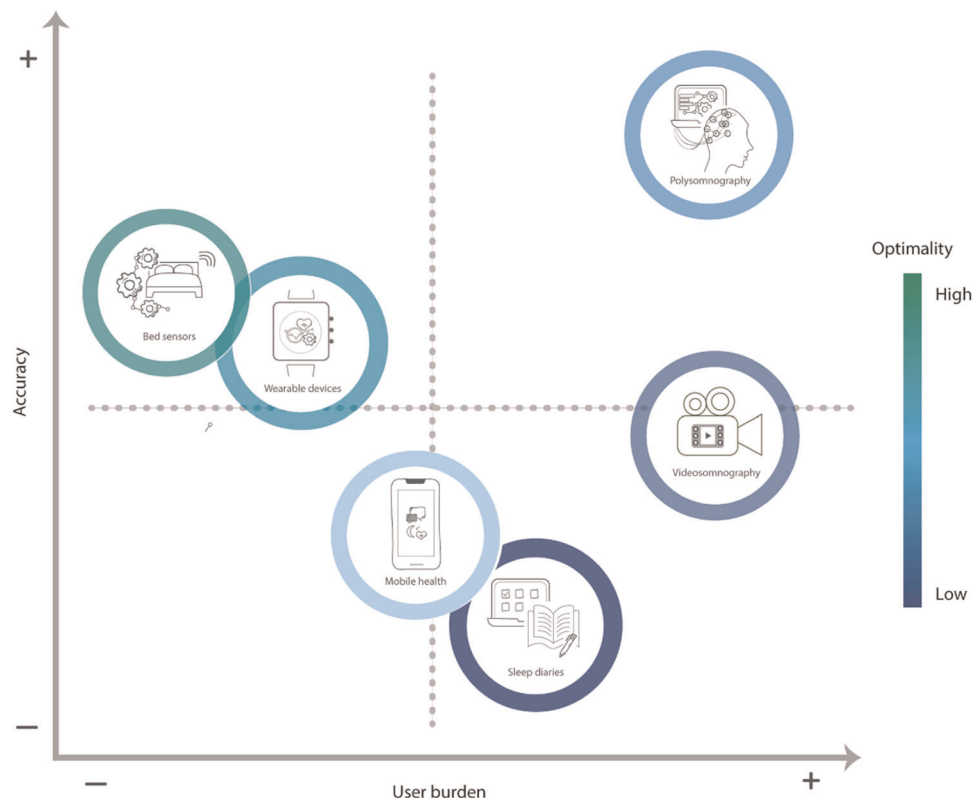 +
Polysomnography
Optimality
High
Bed sensors
Wearable devices
Accuracy
Videosomnography
Mobile health
Low
Sleep diaries
—
—
+
User burden